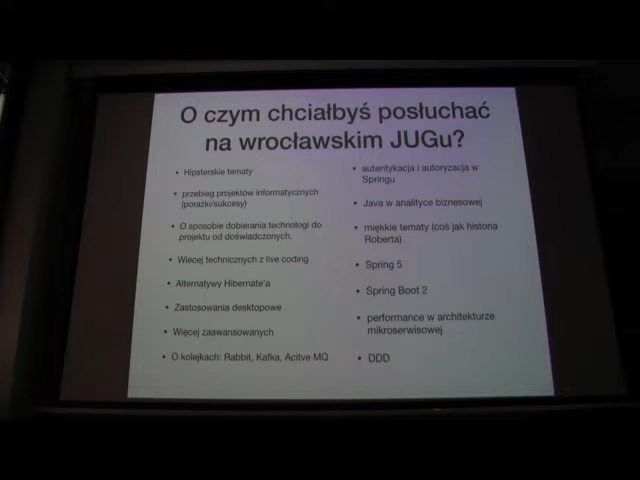 O czym chciałbyś posłuchać
na wrocławskim JUGu?
• Hipsterskie tematy
• przebieg projektów informatycznych
(porażki/sukcesy)
• O sposobie dobierania technologi do
projektu od doświadczonych.
• Wiecej technicznych z live coding
• Alternatywy Hibernate'a
• Zastosowania desktopowe
• Więcej zaawansowanych
• O kolejkach: Rabbit, Kafka, Acitve MQ
• autentykacja i autoryzacja w
Springu
• Java w analityce biznesowej
• miękkie tematy (coś jak historia
Roberta)
• Spring 5
• Spring Boot 2
• performance w architekturze
mikroserwisowej
• DDD